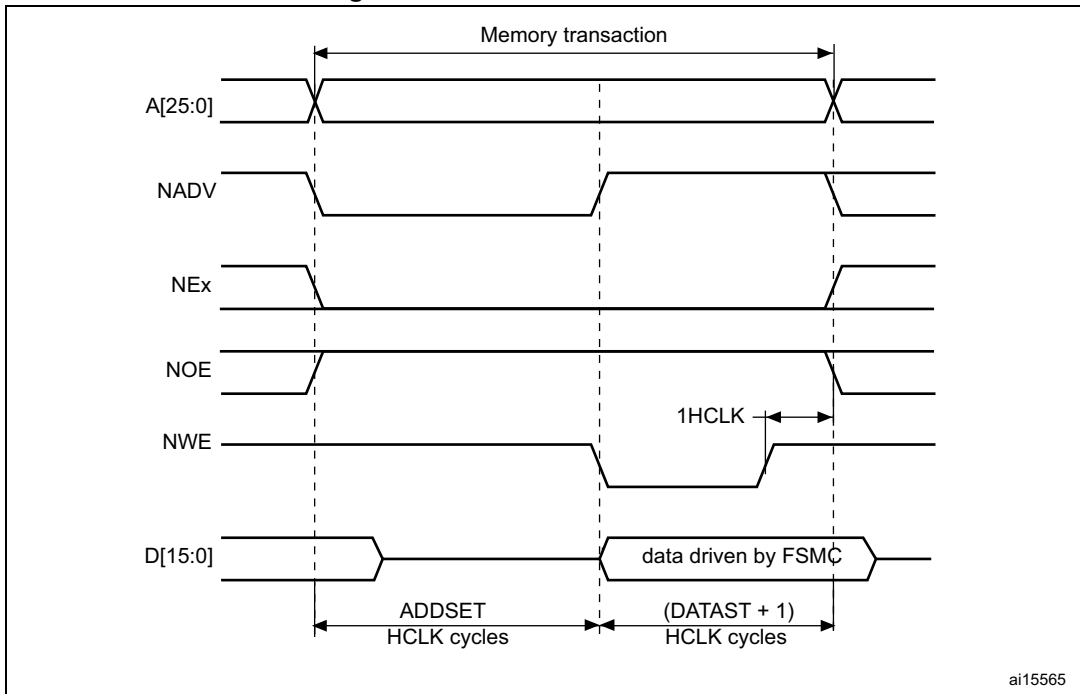 Memory transaction
A[25:0]
NADV
NEx
NOE
1HCLK
NWE
D[15:0]
data driven by FSMC
ADDSET
HCLK cycles
(DATAST + 1)
HCLK cycles
ai15565